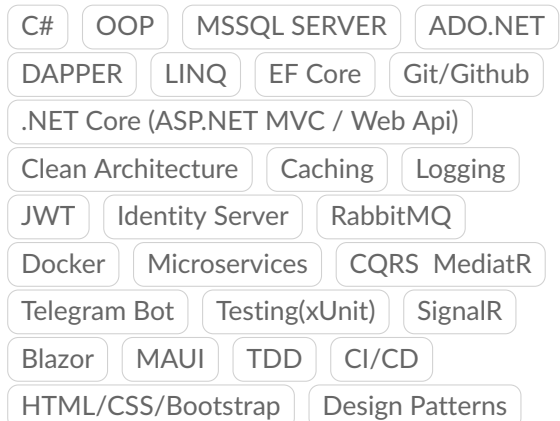 C# OOP MSSQL SERVER ADO.NET
DAPPER LINQ EF Core Git/Github
.NET Core (ASP.NET MVC / Web Api)
Clean Architecture Caching Logging
JWT Identity Server RabbitMQ
Docker Microservices CQRS MediatR
Telegram Bot Testing(xUnit) SignalR
Blazor MAUI TDD CI/CD
HTML/CSS/Bootstrap Design Patterns